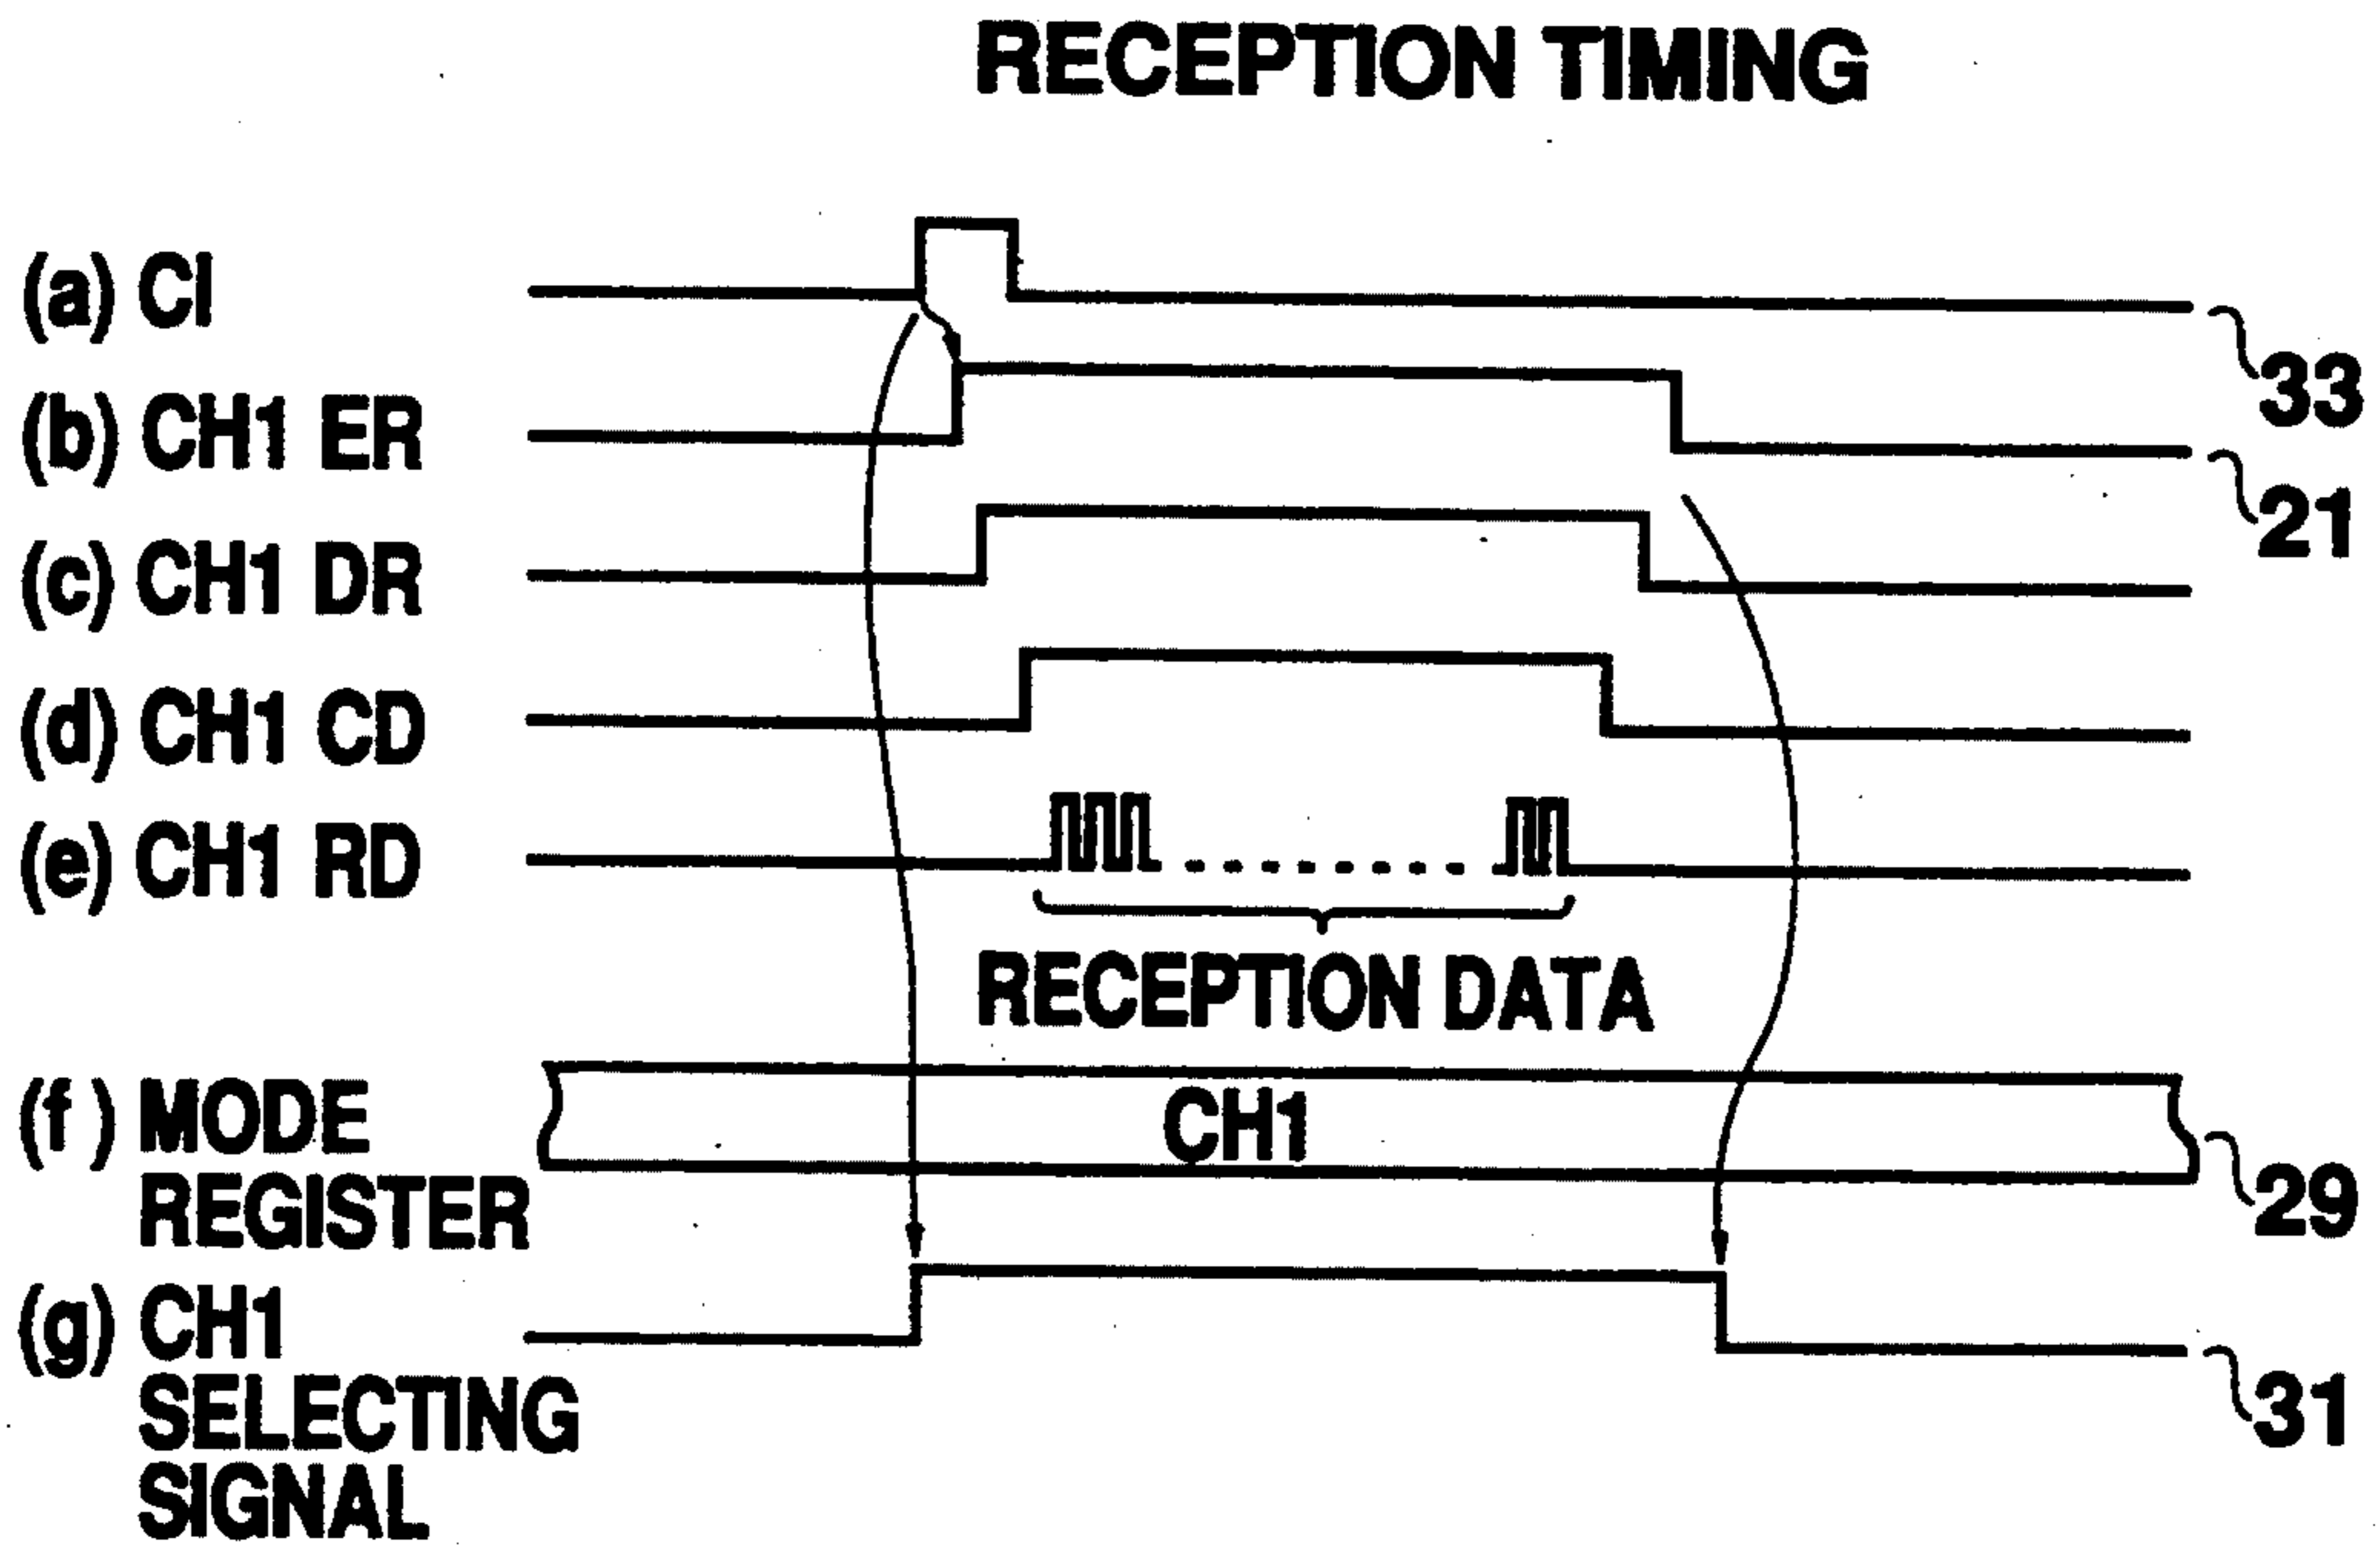 RECEPTION TIMING
(a) CI
33
(b) CH1 ER
21
(c) CH1 DR
(d) CH1 CD
(e) CH1 RD
RECEPTION DATA
(f) MODE
REGISTER
CH1
29
(g) CH1
SELECTING
SIGNAL
31